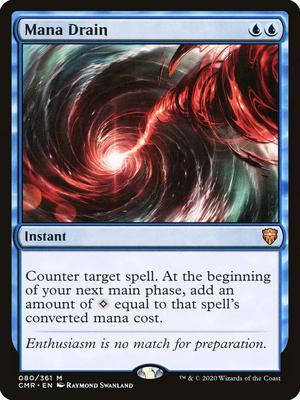 Mana Drain
Instant
Counter target spell. At the beginning
of your next main phase, add an
amount of equal to that spell's
converted mana cost.
Enthusiasm is no match for preparation.
080/361 M
CMR • EN Raymond Swanland
™ & © 2020 Wizards of the Coast